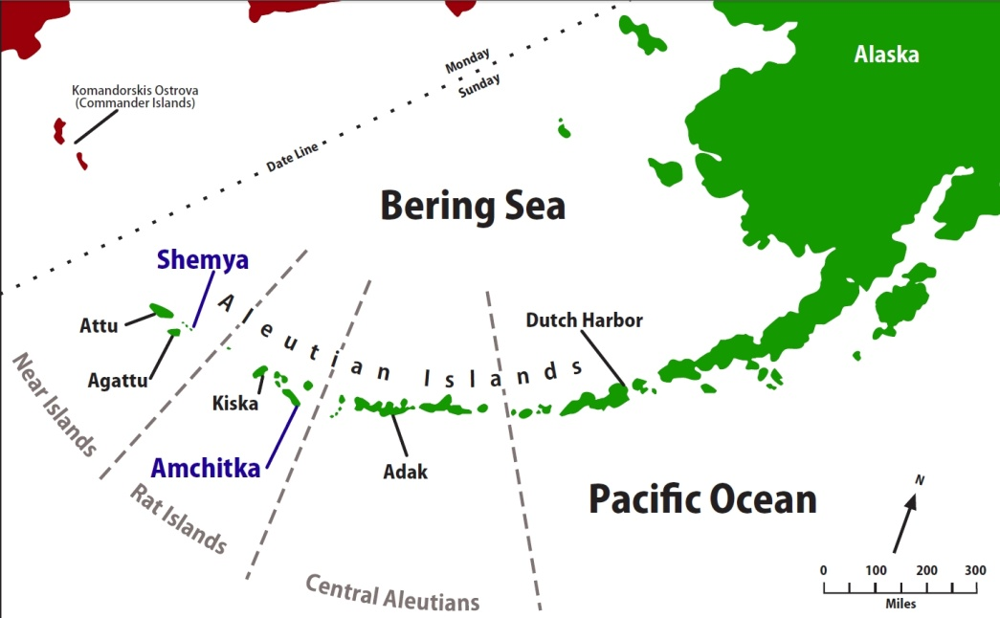 Alaska
Monday
Sunday
Komandorskis Ostrova
(Commander Islands)
Date Line
Bering Sea
Shemya
Aleutian Islands
Attu
Agattu
Dutch Harbor
Near Islands
Kiska
Amchitka
Adak
Rat Islands
Pacific Ocean
N
Central Aleutians
0 100 200 300
Miles